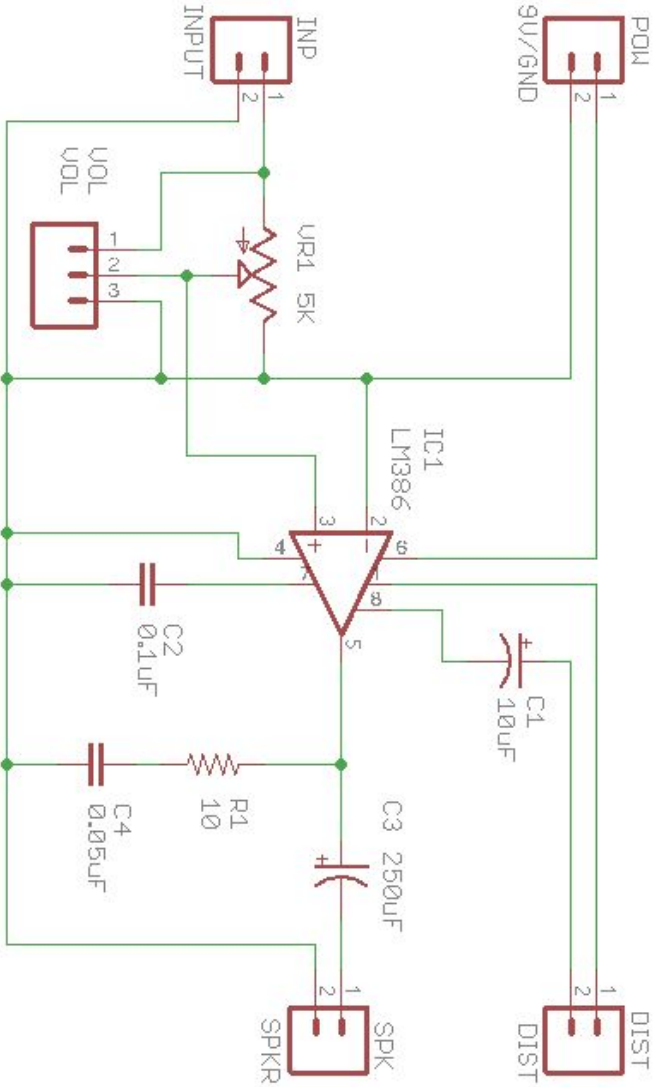 POW
9V/GND
1
2
DIST
DIST
1
2
C1
10uF
IC1
LM386
6
1
8
2
3
4
7
5
+
-
+
INP
INPUT
1
2
VR1 5K
VOL
VOL
1
2
3
C2
0.1uF
C3 250uF
+
R1
10
C4
0.05uF
SPK
SPKR
1
2